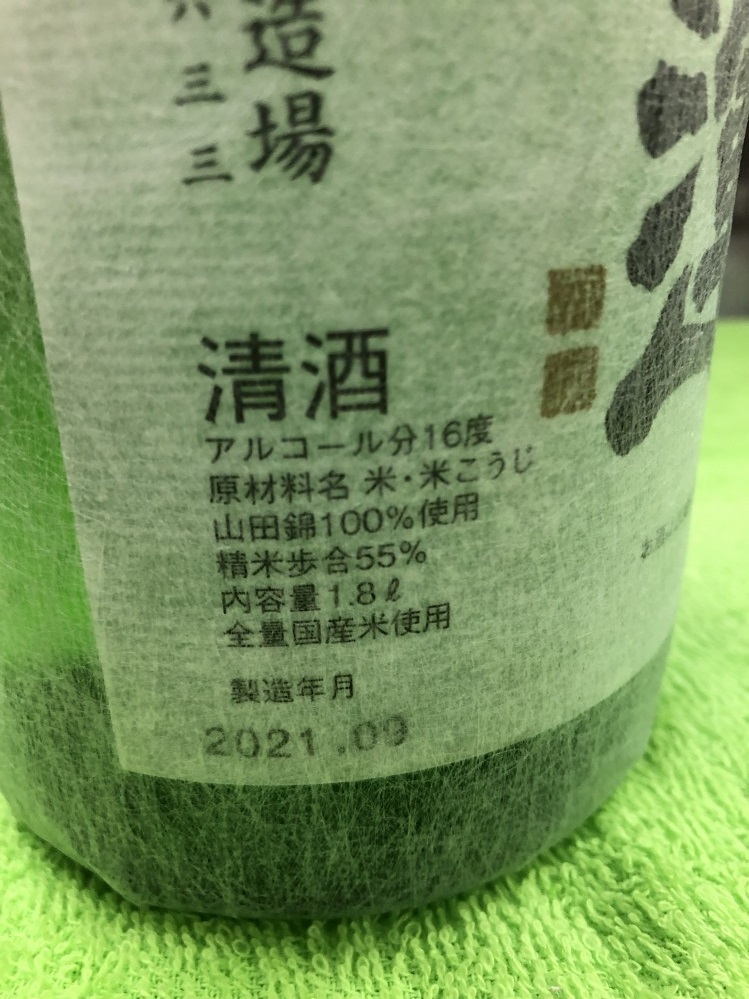 造場
六三三
清酒
アルコール分16度
原材料名 米・米こうじ
山田錦100%使用
精米歩合55%
内容量1.8ℓ
全量国産米使用
製造年月
2021.09